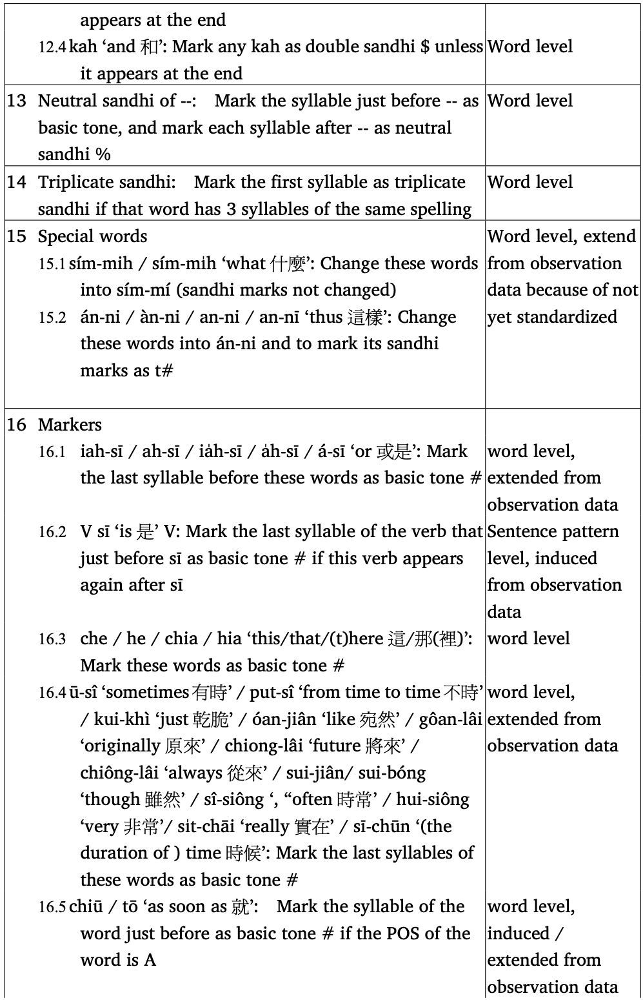 appears at the end
12.4 kah ‘and 和’: Mark any kah as double sandhi $ unless Word level
it appears at the end
13 Neutral sandhi of --: Mark the syllable just before -- as Word level
basic tone, and mark each syllable after -- as neutral
sandhi %
14 Triplicate sandhi: Mark the first syllable as triplicate Word level
sandhi if that word has 3 syllables of the same spelling
15 Special words Word level, extend
15.1 sím-mih / sím-mi̍h ‘what 什麼’: Change these words from observation
into sím-mí (sandhi marks not changed) data because of not
15.2 án-ni / àn-ni / an-ni / an-nī ‘thus 這樣’: Change yet standardized
these words into án-ni and to mark its sandhi
marks as t#
16 Markers
16.1 iah-sī / ah-sī / ia̍h-sī / a̍h-sī / á-sī ‘or 或是’: Mark word level,
the last syllable before these words as basic tone # extended from
observation data
16.2 V sī ‘is 是’ V: Mark the last syllable of the verb that Sentence pattern
just before sī as basic tone # if this verb appears level, induced
again after sī from observation
data
16.3 che / he / chia / hia ‘this/that/(t)here 這/那(裡)’: word level
Mark these words as basic tone #
16.4 ū-sî ‘sometimes 有時’ / put-sî ‘from time to time 不時’ word level,
/ kui-khì ‘just 乾脆’ / óan-jiân ‘like 宛然’ / gôan-lâi extended from
‘originally 原來’ / chiong-lâi ‘future 將來’ / observation data
chiông-lâi ‘always 從來’ / sui-jiân/ sui-bóng
‘though 雖然’ / sî-siông ‘, “often 時常’ / hui-siông
‘very 非常’/ si̍t-chāi ‘really 實在’ / sī-chūn ‘(the
duration of ) time 時候’: Mark the last syllables of
these words as basic tone #
16.5 chiū / tō ‘as soon as 就’: Mark the syllable of the word level,
word just before as basic tone # if the POS of the induced /
word is A extended from
observation data